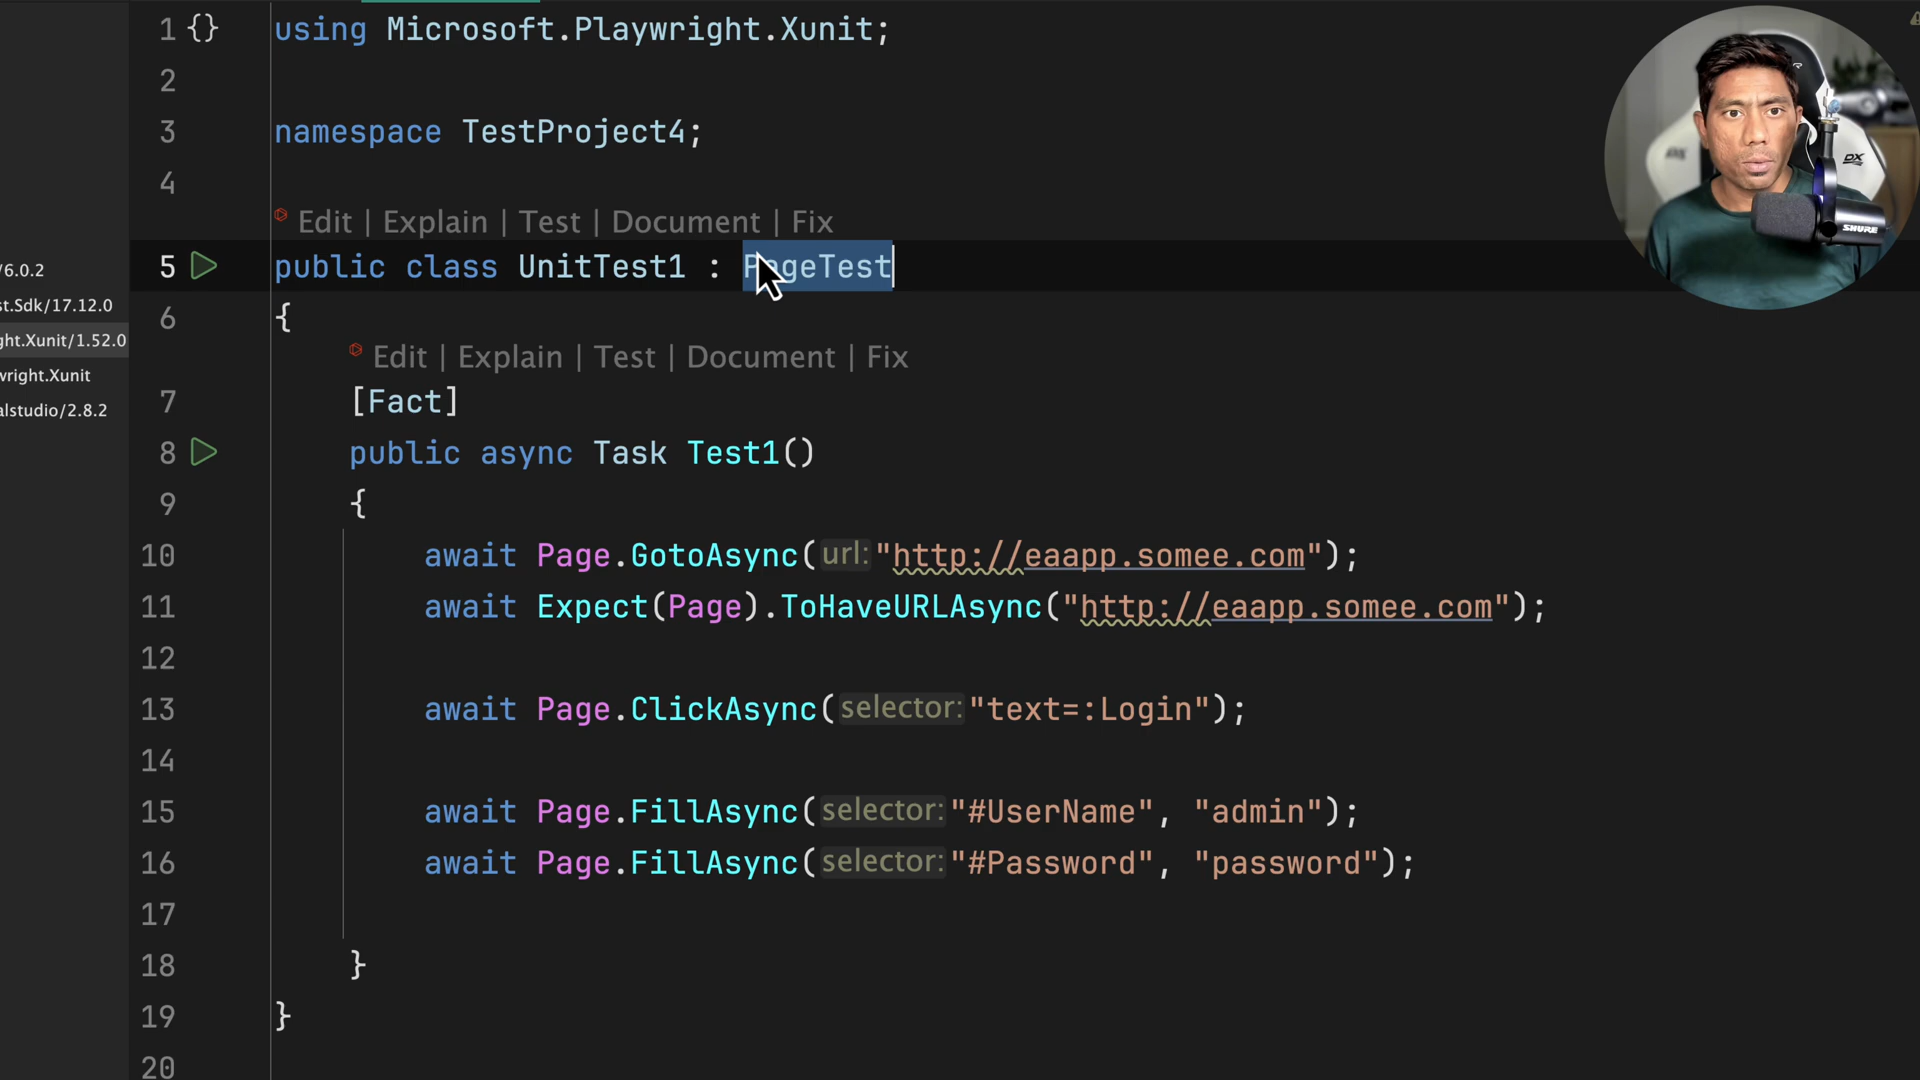 1 {} using Microsoft.Playwright.Xunit;
2
3 namespace TestProject4;
4
Edit | Explain | Test | Document | Fix
5 public class UnitTest1 : PageTest
6 {
Edit | Explain | Test | Document | Fix
7 [Fact]
8 public async Task Test1()
9 {
10 await Page.GotoAsync(url:"http://eaapp.somee.com");
11 await Expect(Page).ToHaveURLAsync("http://eaapp.somee.com");
12
13 await Page.ClickAsync(selector:"text=:Login");
14
15 await Page.FillAsync(selector:"#UserName", "admin");
16 await Page.FillAsync(selector:"#Password", "password");
17
18 }
19 }
20
/6.0.2
st.Sdk/17.12.0
ght.Xunit/1.52.0
wright.Xunit
alstudio/2.8.2
DX
DX
SHURE